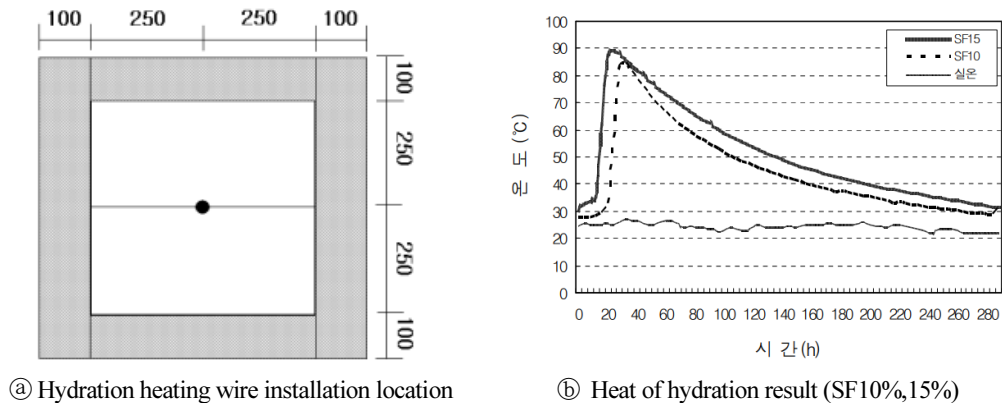 100 250 250 100
100
250
250
100
ⓐ Hydration heating wire installation location
100
90
80
70
60
50
40
30
20
10
0
온 도 (℃)
SF15
SF10
실온
0 20 40 60 80 100 120 140 160 180 200 220 240 260 280
시 간(h)
ⓑ Heat of hydration result (SF10%,15%)